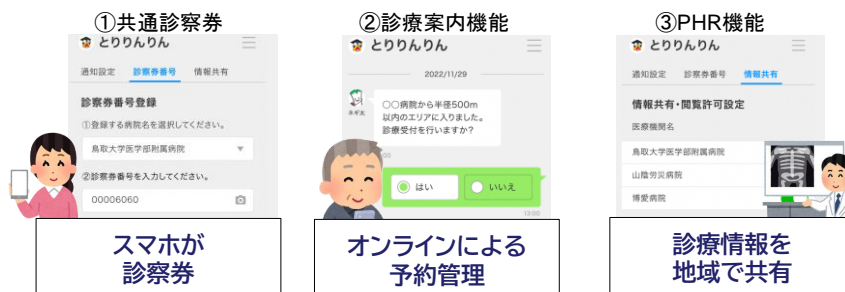 ①共通診察券
とりりんりん
通知設定 診察券番号 情報共有
診察券番号登録
①登録する病院名を選択してください。
鳥取大学医学部附属病院
②診察券番号を入力してください。
00006060
スマホが
診察券
②診療案内機能
とりりんりん
2022/11/29
○○病院から半径500m
以内のエリアに入りました。
診療受付を行いますか?
はい いいえ
13:00
オンラインによる
予約管理
③PHR機能
とりりんりん
通知設定 診察券番号 情報共有
情報共有・閲覧許可設定
医療機関名
鳥取大学医学部附属病院
山陰労災病院
博愛病院
診療情報を
地域で共有